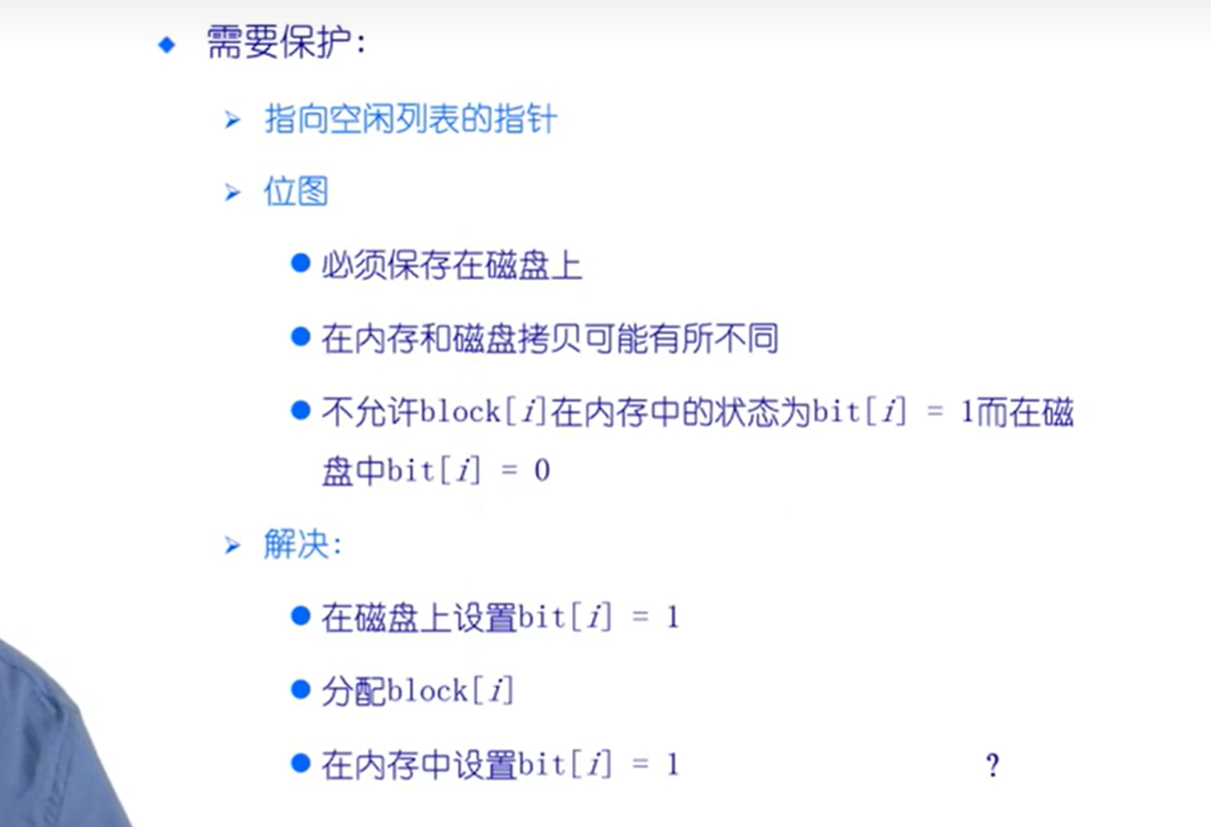 需要保护:
指向空闲列表的指针
位图
必须保存在磁盘上
在内存和磁盘拷贝可能有所不同
不允许block[i]在内存中的状态为bit[i] = 1而在磁
盘中bit[i] = 0
解决:
在磁盘上设置bit[i] = 1
分配block[i]
在内存中设置bit[i] = 1 ?